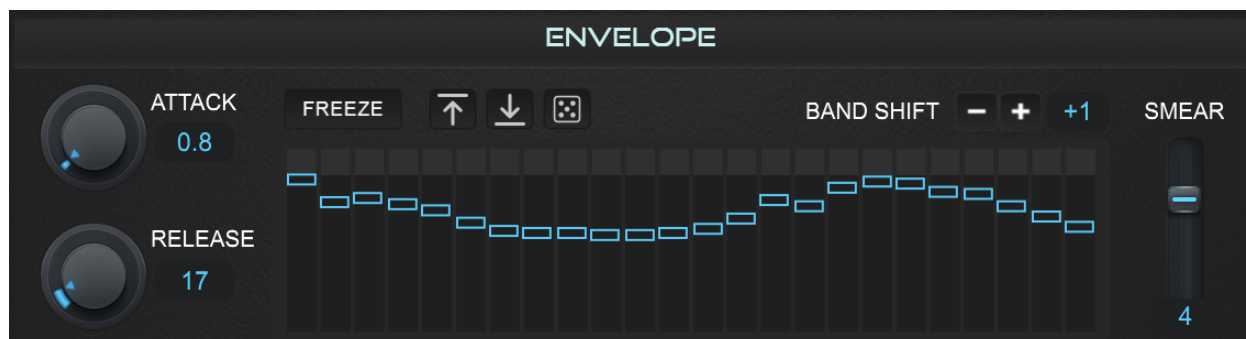 ENVELOPE
ATTACK
0.8
FREEZE
BAND SHIFT - + +1
SMEAR
RELEASE
17
4